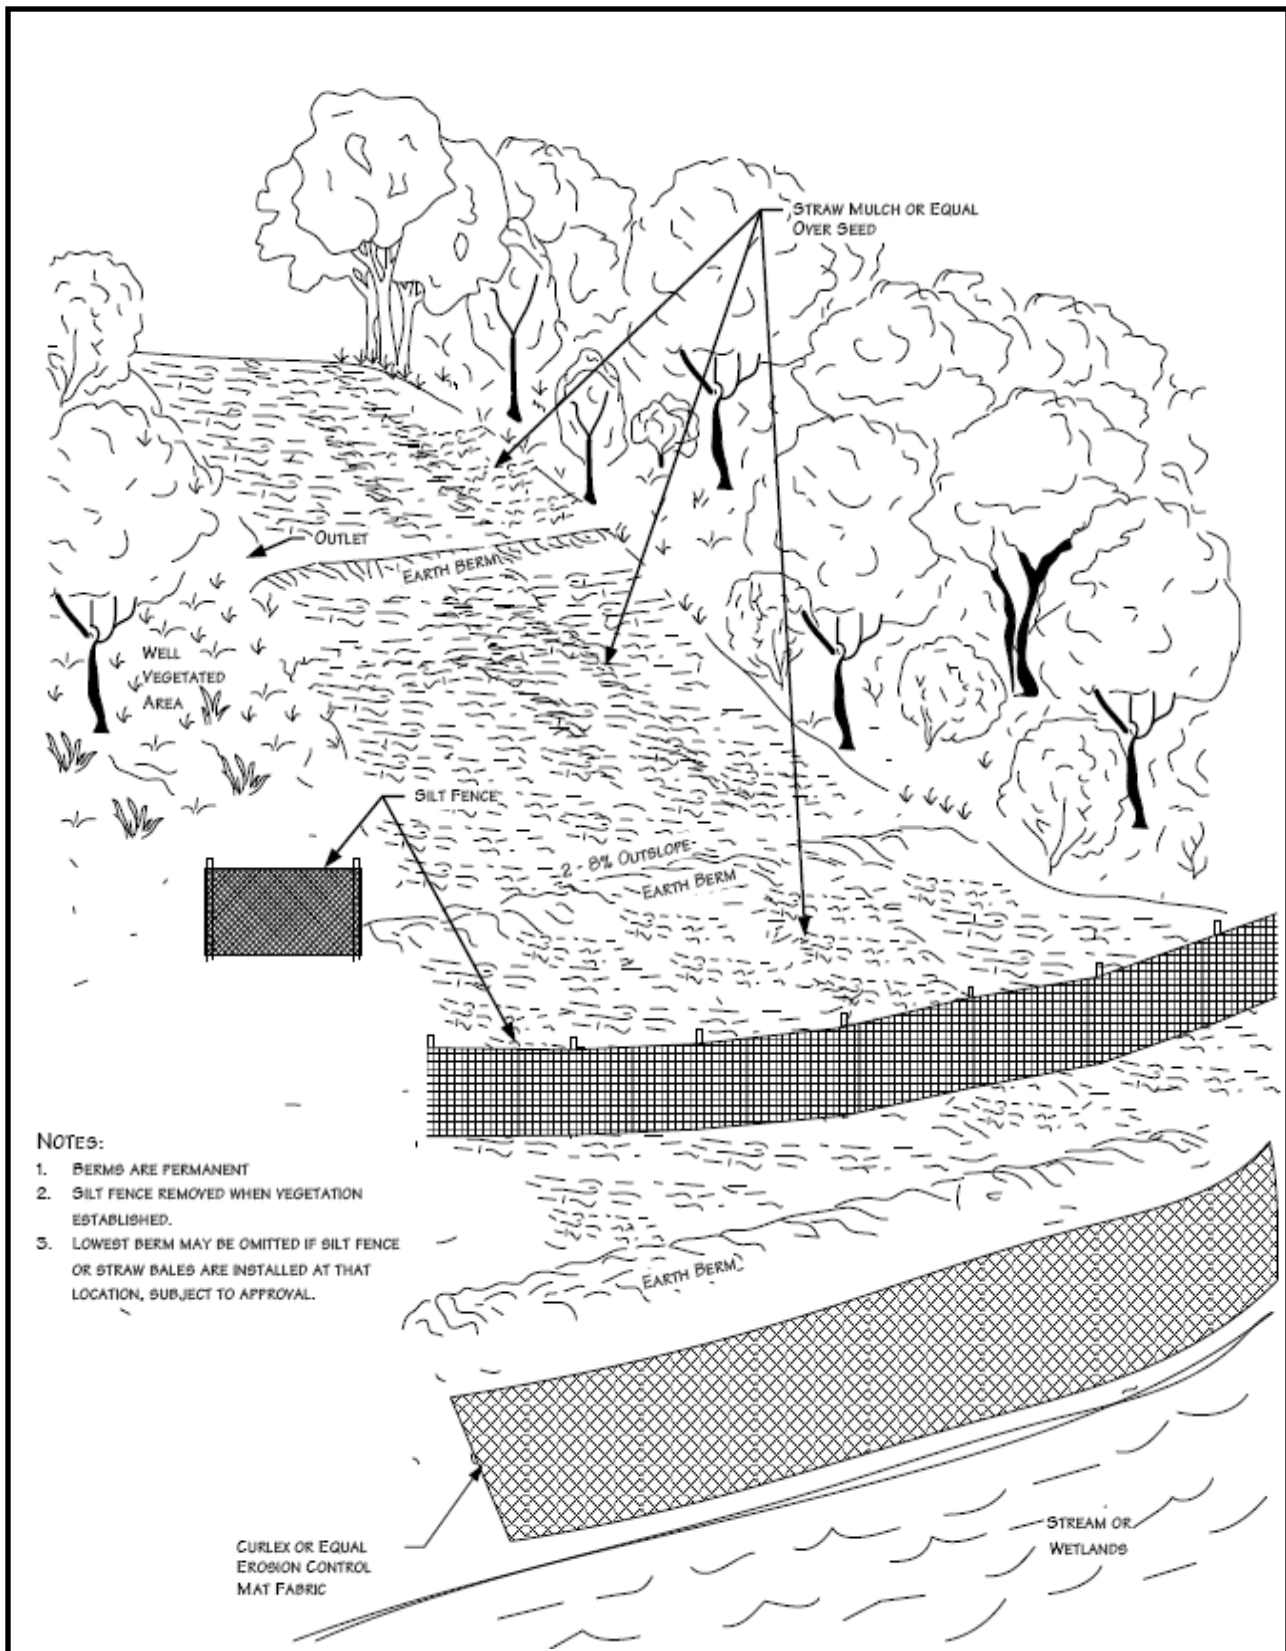 STRAW MULCH OR EQUAL
OVER SEED
OUTLET
EARTH BERM
WELL
VEGETATED
AREA
SILT FENCE
2 - 8% OUTSLOPE
EARTH BERM
NOTES:
1. BERMS ARE PERMANENT
2. SILT FENCE REMOVED WHEN VEGETATION
ESTABLISHED.
3. LOWEST BERM MAY BE OMITTED IF SILT FENCE
OR STRAW BALES ARE INSTALLED AT THAT
LOCATION, SUBJECT TO APPROVAL.
EARTH BERM
STREAM OR
WETLANDS
CURLEX OR EQUAL
EROSION CONTROL
MAT FABRIC